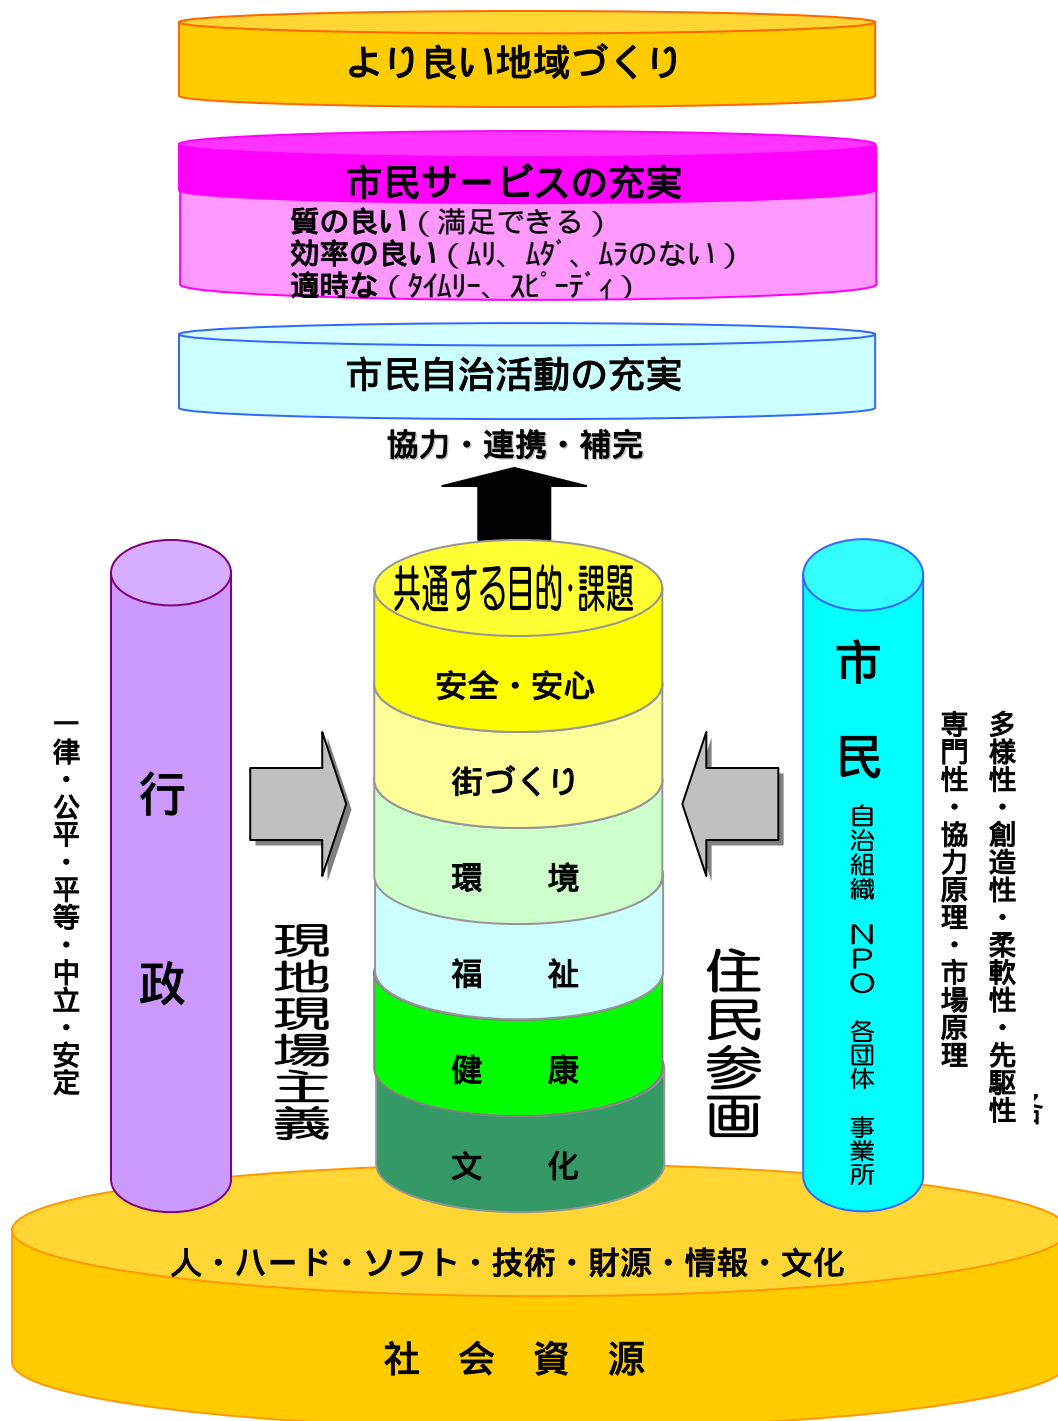 より良い地域づくり
市民サービスの充実
質の良い（満足できる）
効率の良い（ﾑﾘ、ﾑﾀﾞ、ﾑﾗのない）
適時な（ﾀｲﾑﾘｰ、ｽﾋﾟｰﾃﾞｨ）
市民自治活動の充実
協力・連携・補完
共通する目的・課題
安全・安心
街づくり
環　境
福　祉
健　康
文　化
行　政
一律・公平・平等・中立・安定
現地現場主義
市　民
自治組織　ＮＰＯ　各団体　事業所
住民参画
多様性・創造性・柔軟性・先駆性
専門性・協力原理・市場原理
人・ハード・ソフト・技術・財源・情報・文化
社　会　資　源